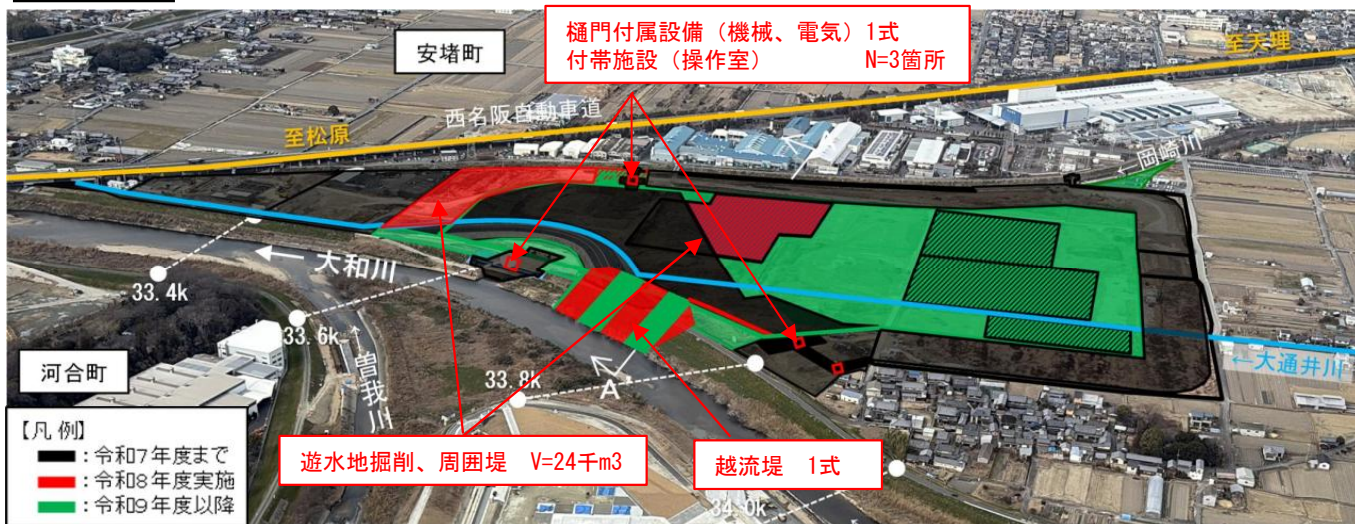 安堵町
樋門付属設備（機械、電気）1式
付帯施設（操作室） N=3箇所
至天理
西名阪自動車道
至松原
←岡崎川
←大和川
33.4k
33.6k
←曽我川
河合町
33.8k
A
←大通井川
【凡例】
：令和7年度まで
：令和8年度実施
：令和9年度以降
遊水地掘削、周囲堤 V=24千m3
越流堤 1式
34.0k